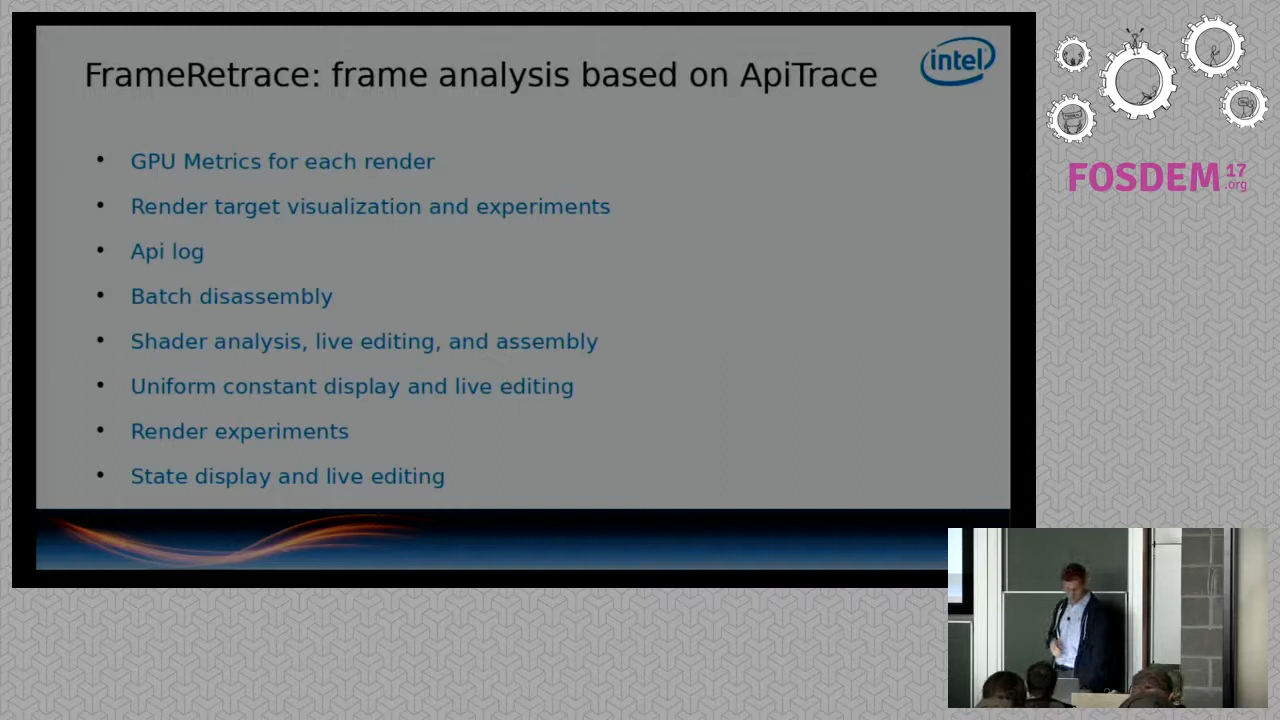 FrameRetrace: frame analysis based on ApiTrace
intel
• GPU Metrics for each render
• Render target visualization and experiments
• Api log
• Batch disassembly
• Shader analysis, live editing, and assembly
• Uniform constant display and live editing
• Render experiments
• State display and live editing
FOSDEM 17
.org